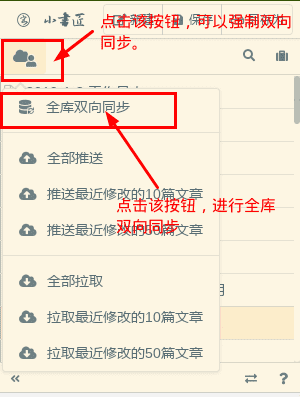 小書匠
点击该按钮，可以强制双向
同步。
全库双向同步
全部推送
推送最近修改的10篇文章
点击该按钮，进行全库
双向同步
推送最近修改的50篇文章
全部拉取
拉取最近修改的10篇文章
拉取最近修改的50篇文章